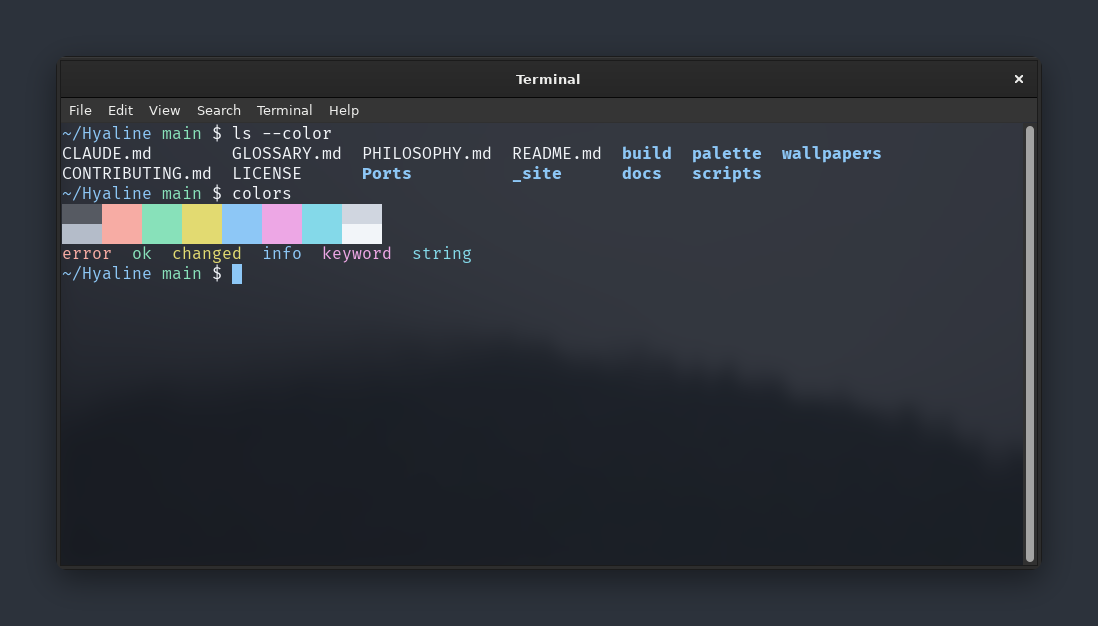 Terminal ×
File Edit View Search Terminal Help
~/Hyaline main $ ls --color
CLAUDE.md GLOSSARY.md PHILOSOPHY.md README.md build palette wallpapers
CONTRIBUTING.md LICENSE Ports _site docs scripts
~/Hyaline main $ colors
error ok changed info keyword string
~/Hyaline main $